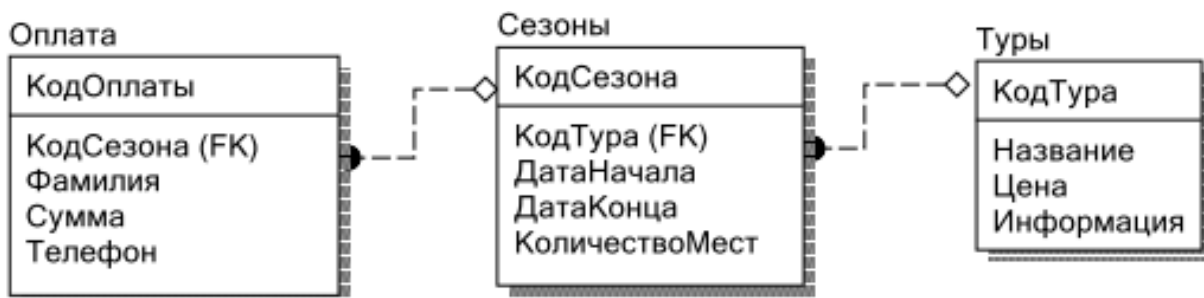 Оплата
КодОплаты
КодСезона (FK)
Фамилия
Сумма
Телефон
Сезоны
КодСезона
КодТура (FK)
ДатаНачала
ДатаКонца
КоличествоМест
Туры
КодТура
Название
Цена
Информация